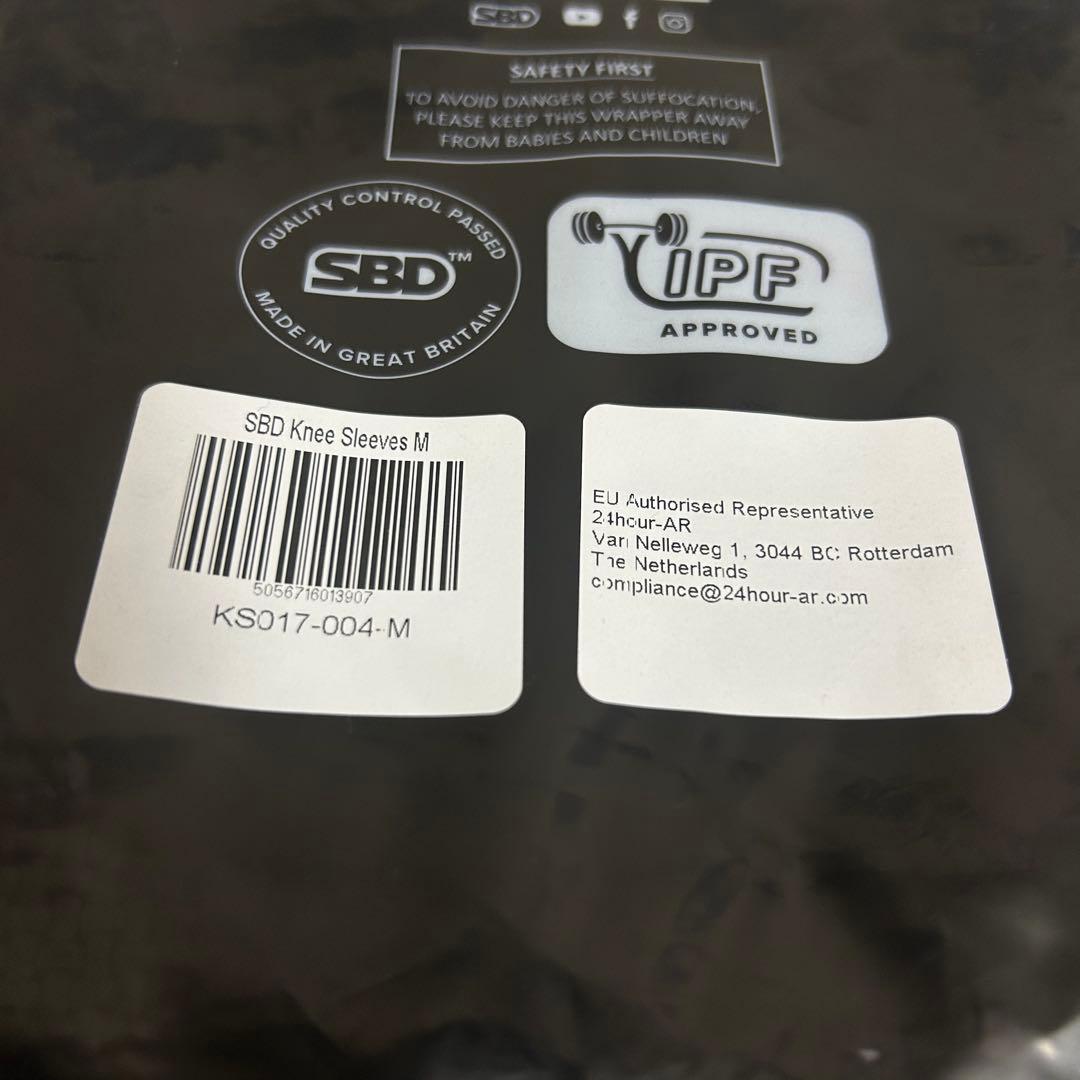 SBD
SAFETY FIRST
TO AVOID DANGER OF SUFFOCATION,
PLEASE KEEP THIS WRAPPER AWAY
FROM BABIES AND CHILDREN
QUALITY CONTROL PASSED
SBD™
MADE IN GREAT BRITAIN
IPF
APPROVED
SBD Knee Sleeves M
5056716013907
KS017-004-M
EU Authorised Representative
24hour-AR
Van Nelleweg 1, 3044 BC Rotterdam
The Netherlands
compliance@24hour-ar.com